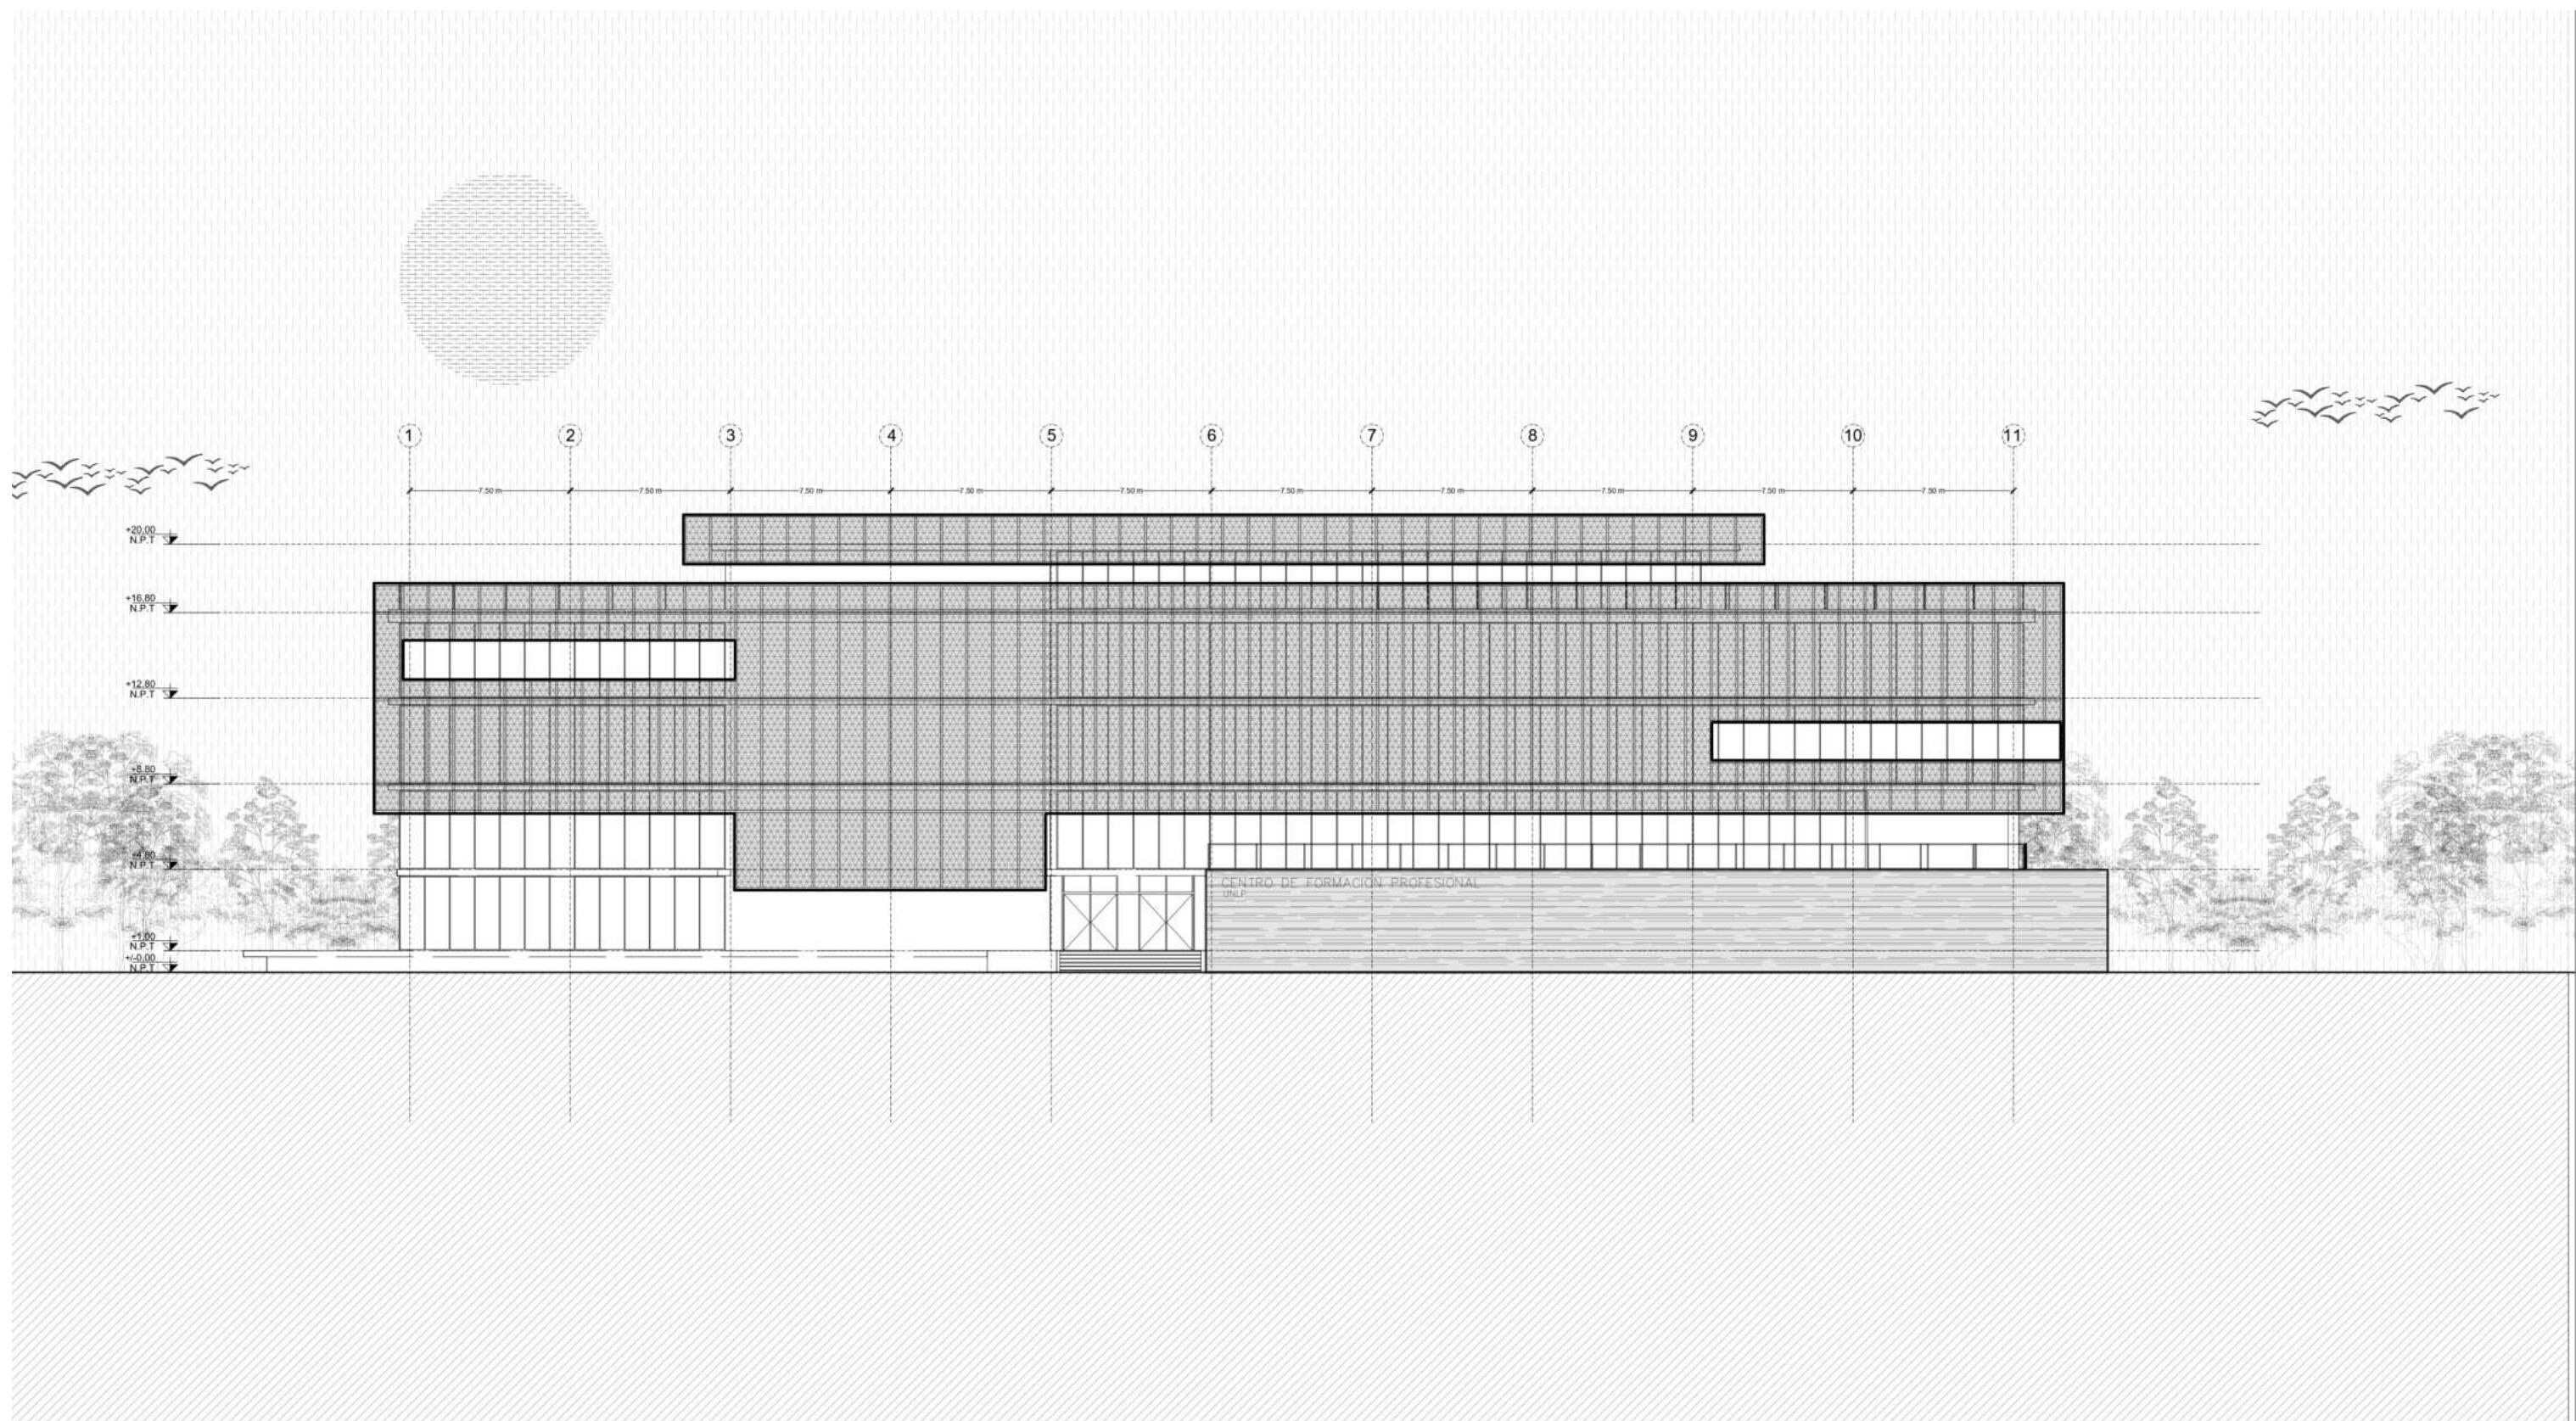 1 2 3 4 5 6 7 8 9 10 11
7.50 m 7.50 m 7.50 m 7.50 m 7.50 m 7.50 m 7.50 m 7.50 m 7.50 m 7.50 m
+20,00
N.P.T
+16,80
N.P.T
+12,80
N.P.T
+8,80
N.P.T
+4,80
N.P.T
CENTRO DE FORMACION PROFESIONAL
UNLP
+1,00
N.P.T
+/-0,00
N.P.T